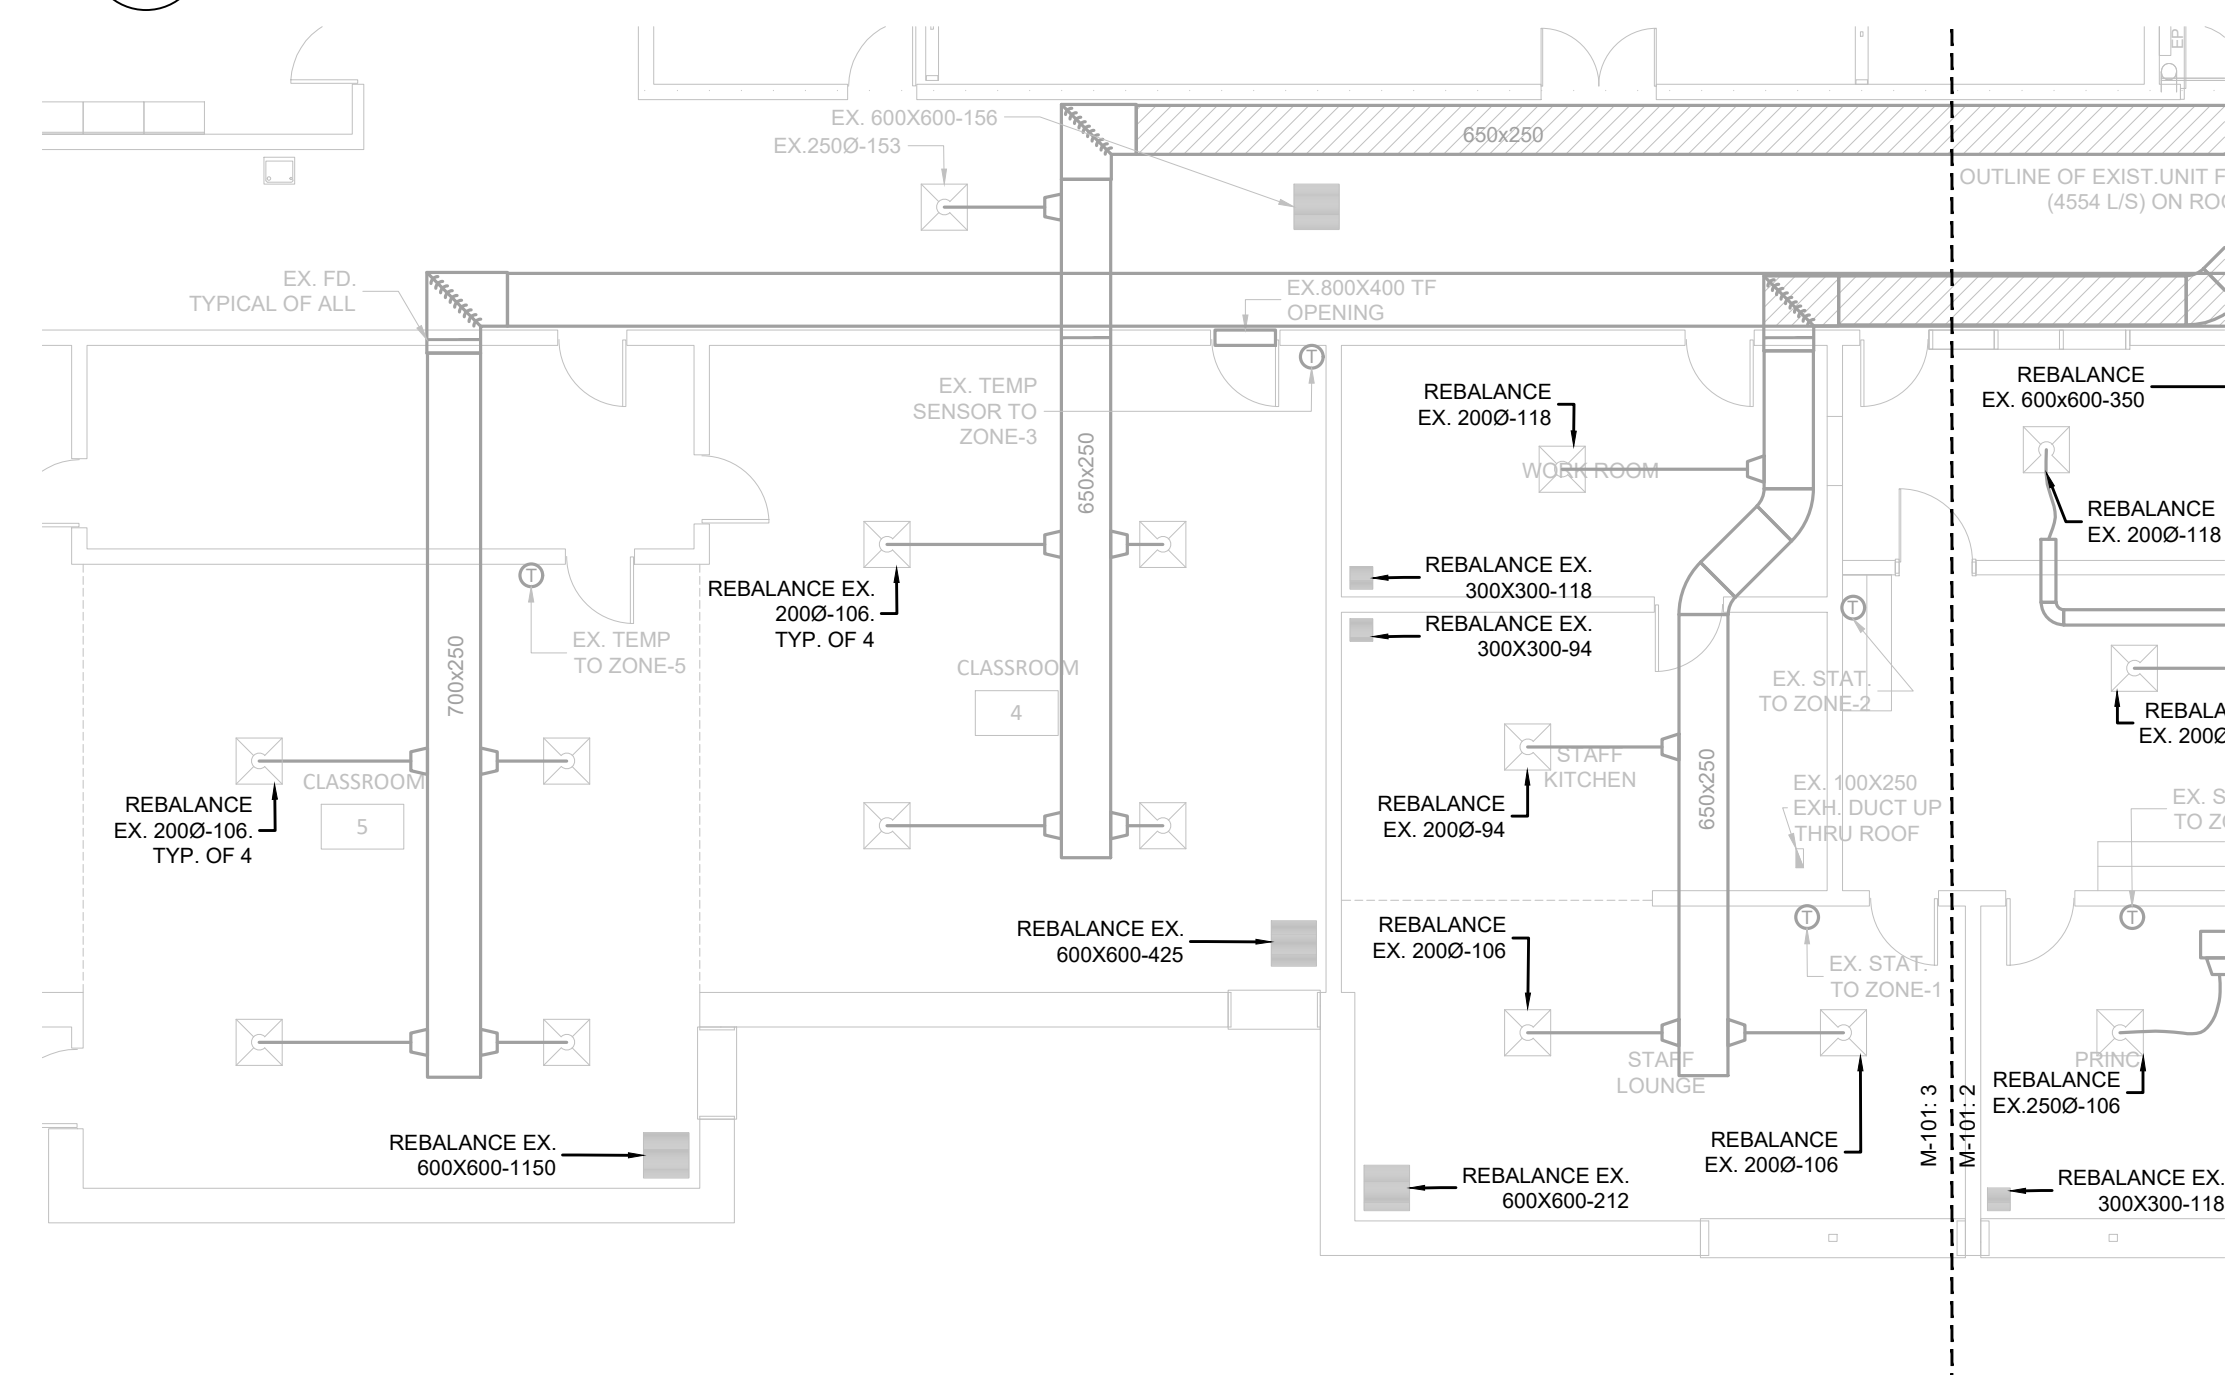 EP
EX. 600X600-156
EX.250Ø-153
650x250
OUTLINE OF EXIST.UNIT
(4554 L/S) ON
EX. FD.
TYPICAL OF ALL
EX.800X400 TF
OPENING
T
EX. TEMP
SENSOR TO
ZONE-3
650x250
REBALANCE
EX. 200Ø-118
WORK ROOM
REBALANCE
EX. 600x600-350
REBALANCE
EX. 200Ø-118
REBALANCE EX.
200Ø-106.
TYP. OF 4
T
EX. TEMP
TO ZONE-5
700x250
REBALANCE EX.
300X300-118
REBALANCE EX.
300X300-94
T
EX. STAT.
TO ZONE-2
CLASSROOM
4
REBALA
EX. 200Ø
STAFF
KITCHEN
650x250
CLASSROOM
5
REBALANCE
EX. 200Ø-106.
TYP. OF 4
REBALANCE
EX. 200Ø-94
EX. 100X250
EXH. DUCT UP
THRU ROOF
EX. S
TO Z
REBALANCE EX.
600X600-425
REBALANCE
EX. 200Ø-106
T
EX. STAT.
TO ZONE-1
T
STAFF
LOUNGE
PRINC
REBALANCE
EX.250Ø-106
M-101: 3
M-101: 2
REBALANCE EX.
600X600-1150
REBALANCE
EX. 200Ø-106
REBALANCE EX.
600X600-212
REBALANCE EX.
300X300-118